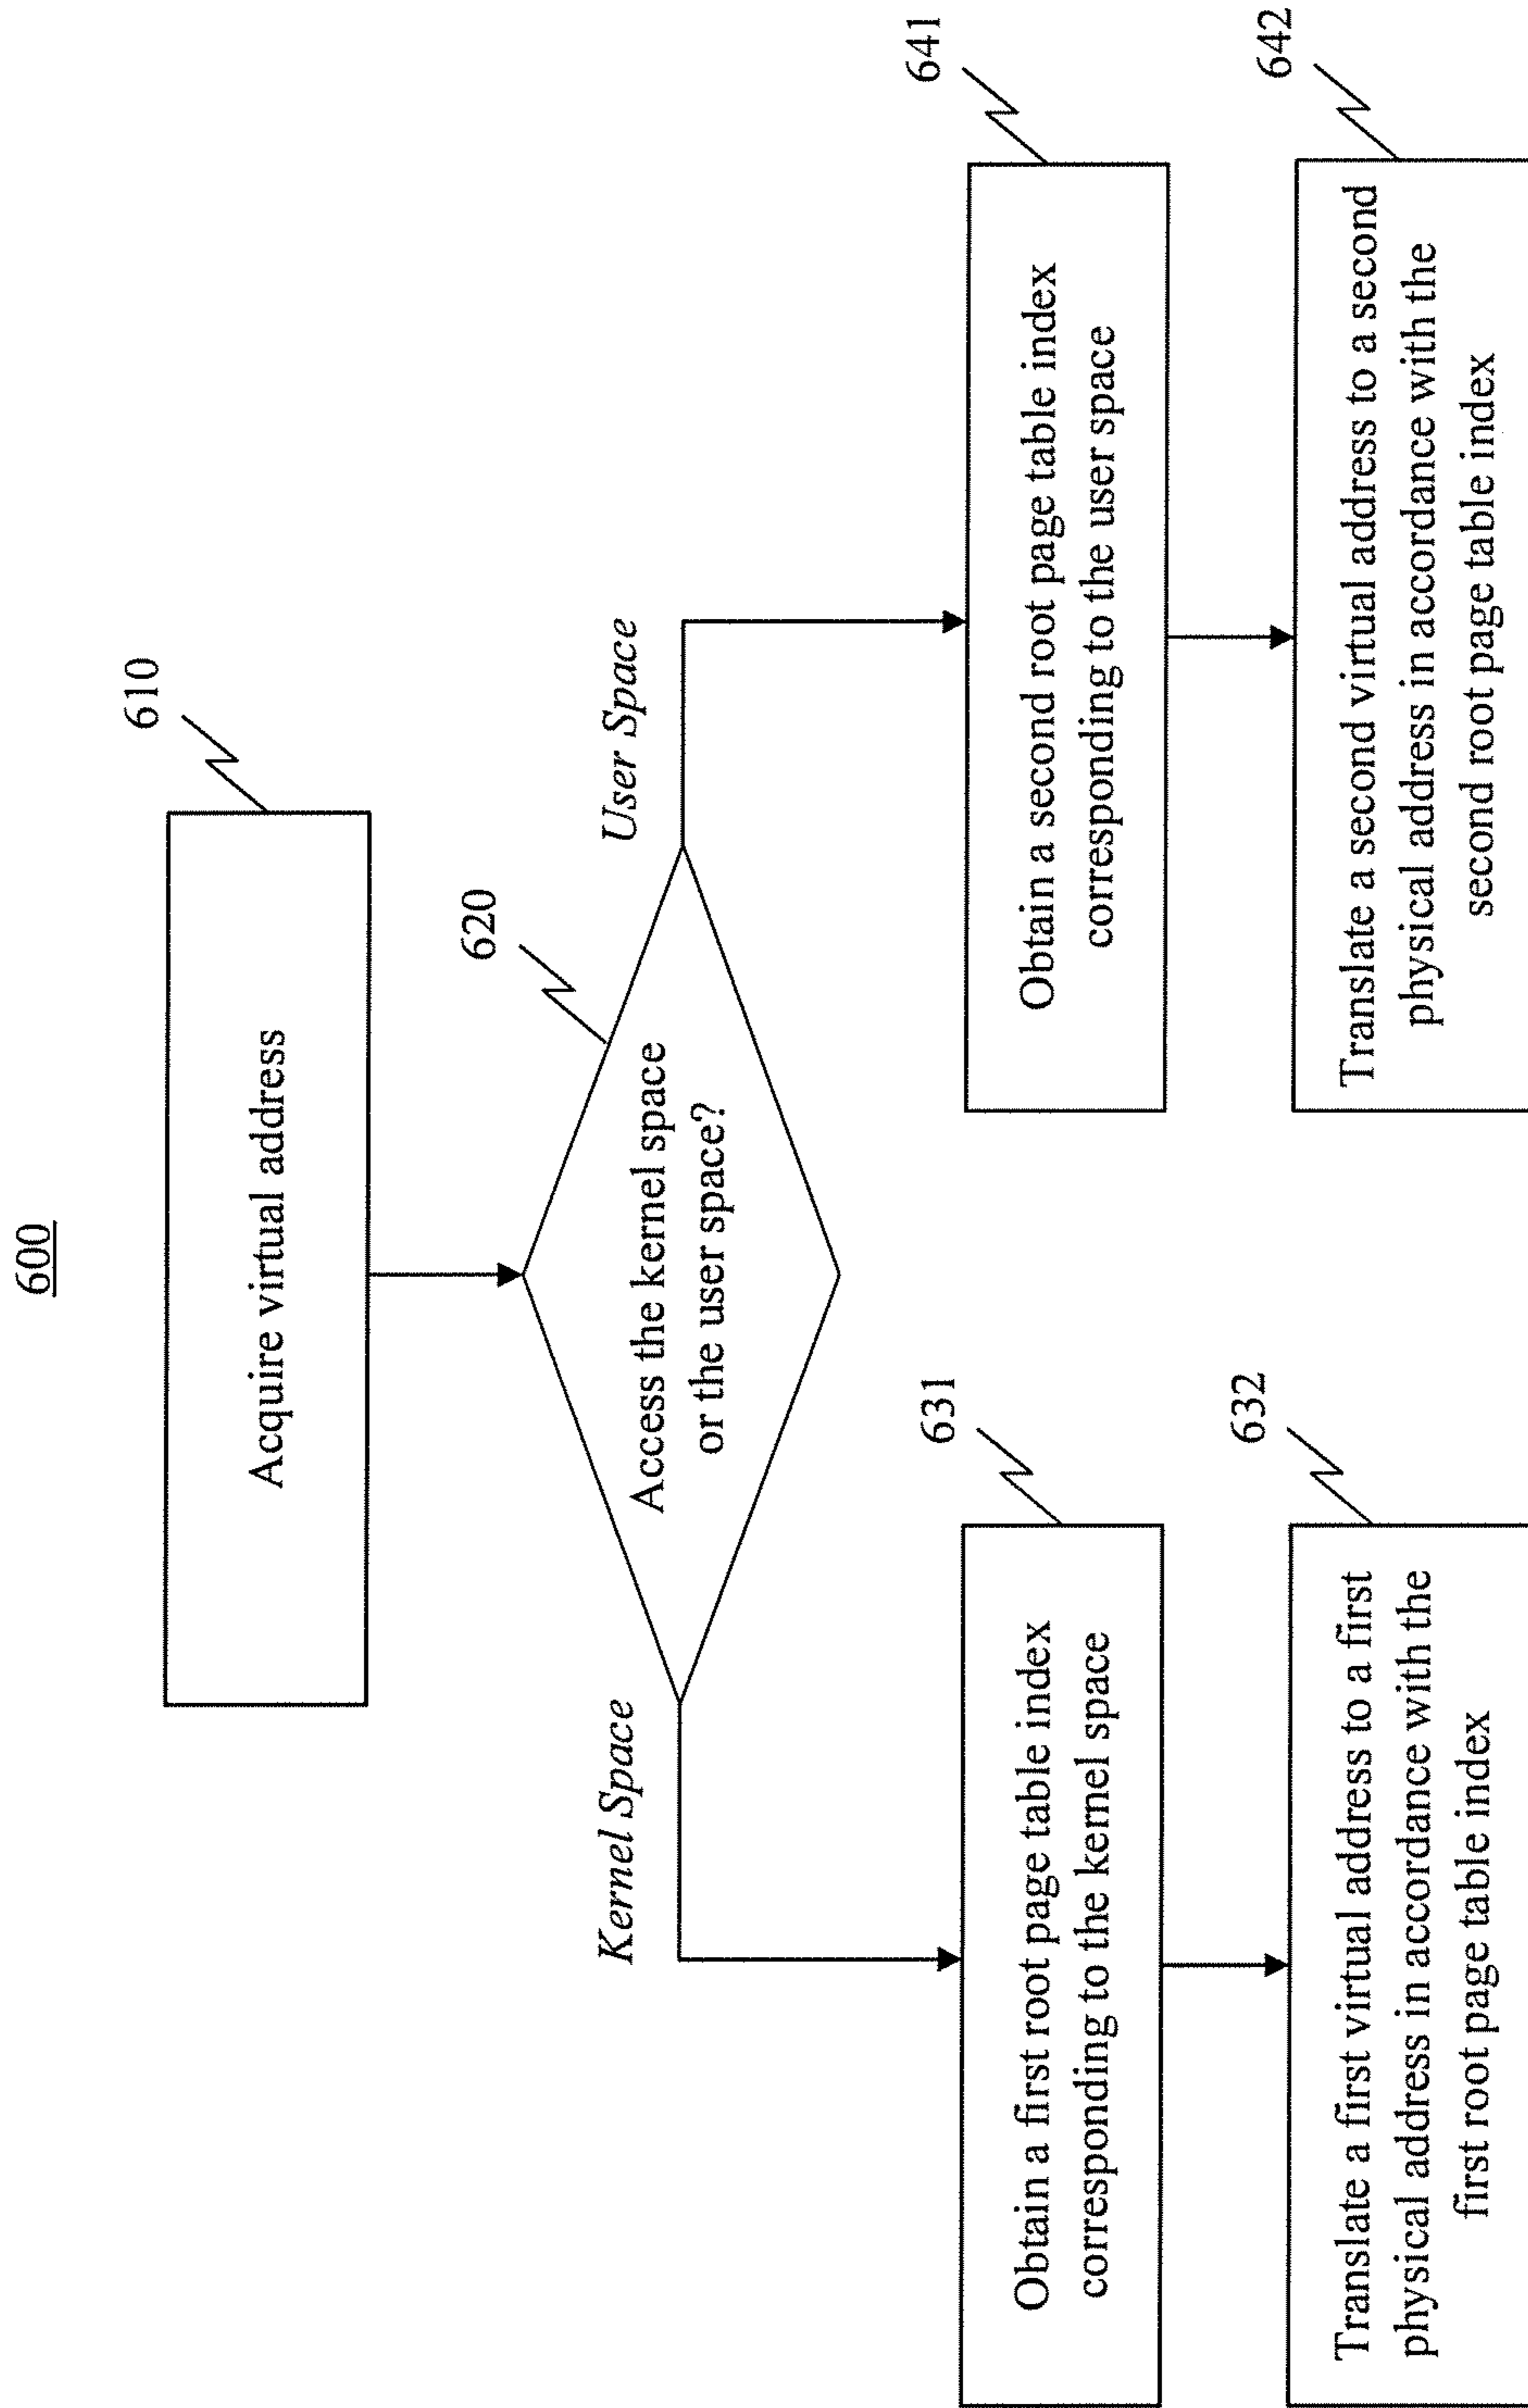 600
610
Acquire virtual address
620
Access the kernel space
or the user space?
Kernel Space
User Space
631
Obtain a first root page table index
corresponding to the kernel space
632
Translate a first virtual address to a first
physical address in accordance with the
first root page table index
641
Obtain a second root page table index
corresponding to the user space
642
Translate a second virtual address to a second
physical address in accordance with the
second root page table index